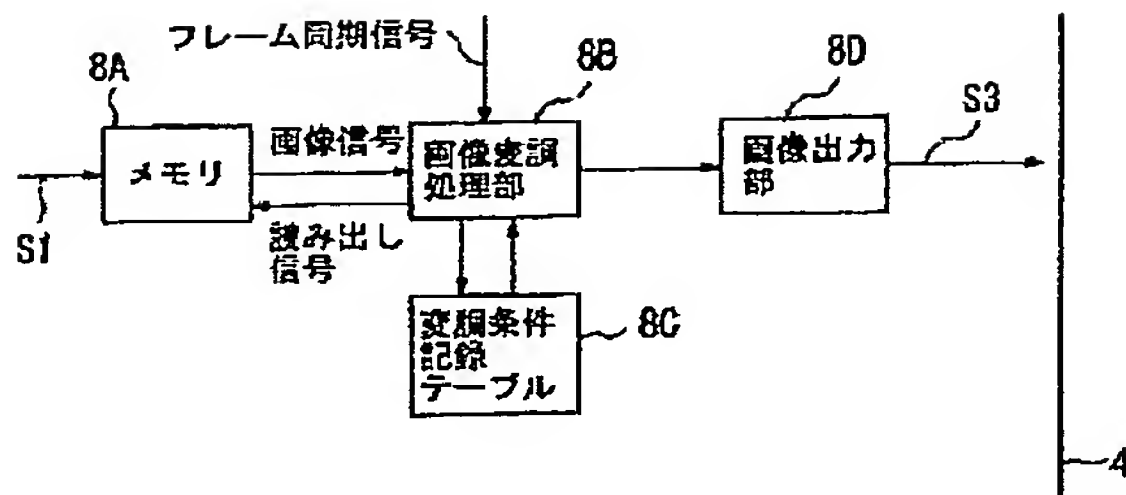 フレーム同期信号
8A
8B
8D
S3
メモリ
画像信号
画像変調
処理部
画像出力
部
S1
読み出し
信号
変調条件
記録
テーブル
8C
4